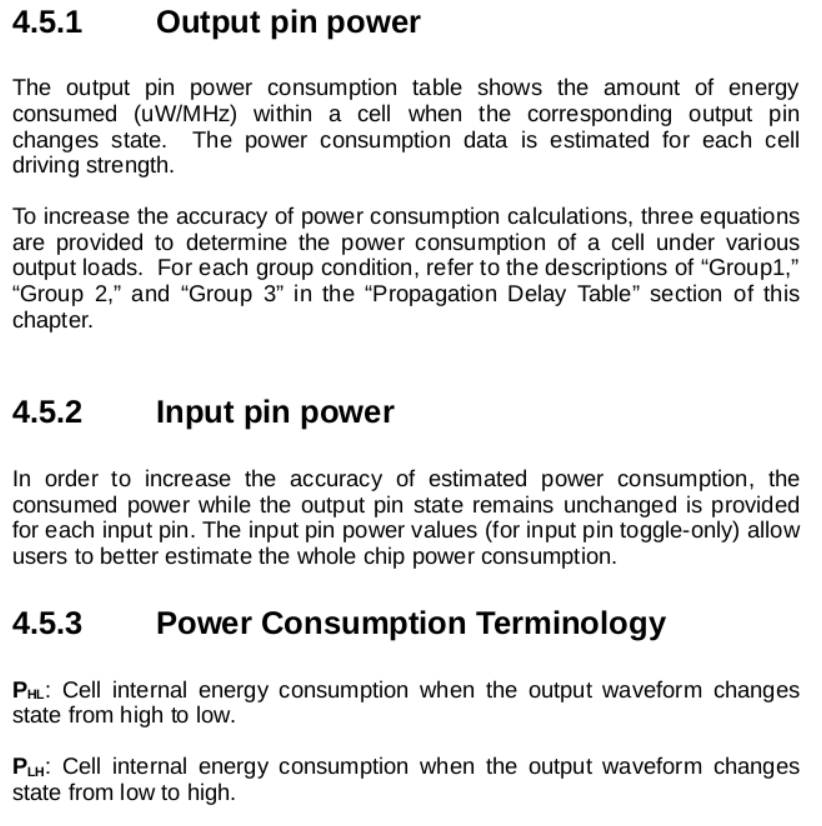 4.5.1 Output pin power
The output pin power consumption table shows the amount of energy
consumed (uW/MHz) within a cell when the corresponding output pin
changes state. The power consumption data is estimated for each cell
driving strength.
To increase the accuracy of power consumption calculations, three equations
are provided to determine the power consumption of a cell under various
output loads. For each group condition, refer to the descriptions of “Group1,”
“Group 2,” and “Group 3” in the “Propagation Delay Table” section of this
chapter.
4.5.2 Input pin power
In order to increase the accuracy of estimated power consumption, the
consumed power while the output pin state remains unchanged is provided
for each input pin. The input pin power values (for input pin toggle-only) allow
users to better estimate the whole chip power consumption.
4.5.3 Power Consumption Terminology
PHL: Cell internal energy consumption when the output waveform changes
state from high to low.
PLH: Cell internal energy consumption when the output waveform changes
state from low to high.